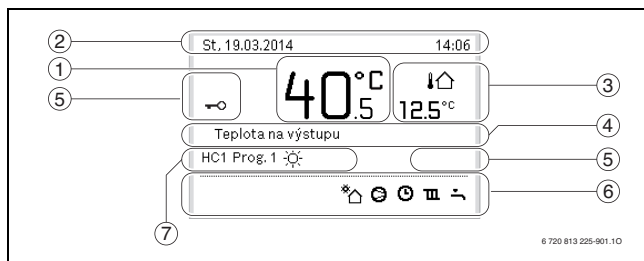 ② St, 19.03.2014 14:06
① 40.5°C
⑤ ③ 12.5°C
Teplota na výstupu ④
HC1 Prog. 1 ⑤
⑥
⑦
6 720 813 225-901.1O